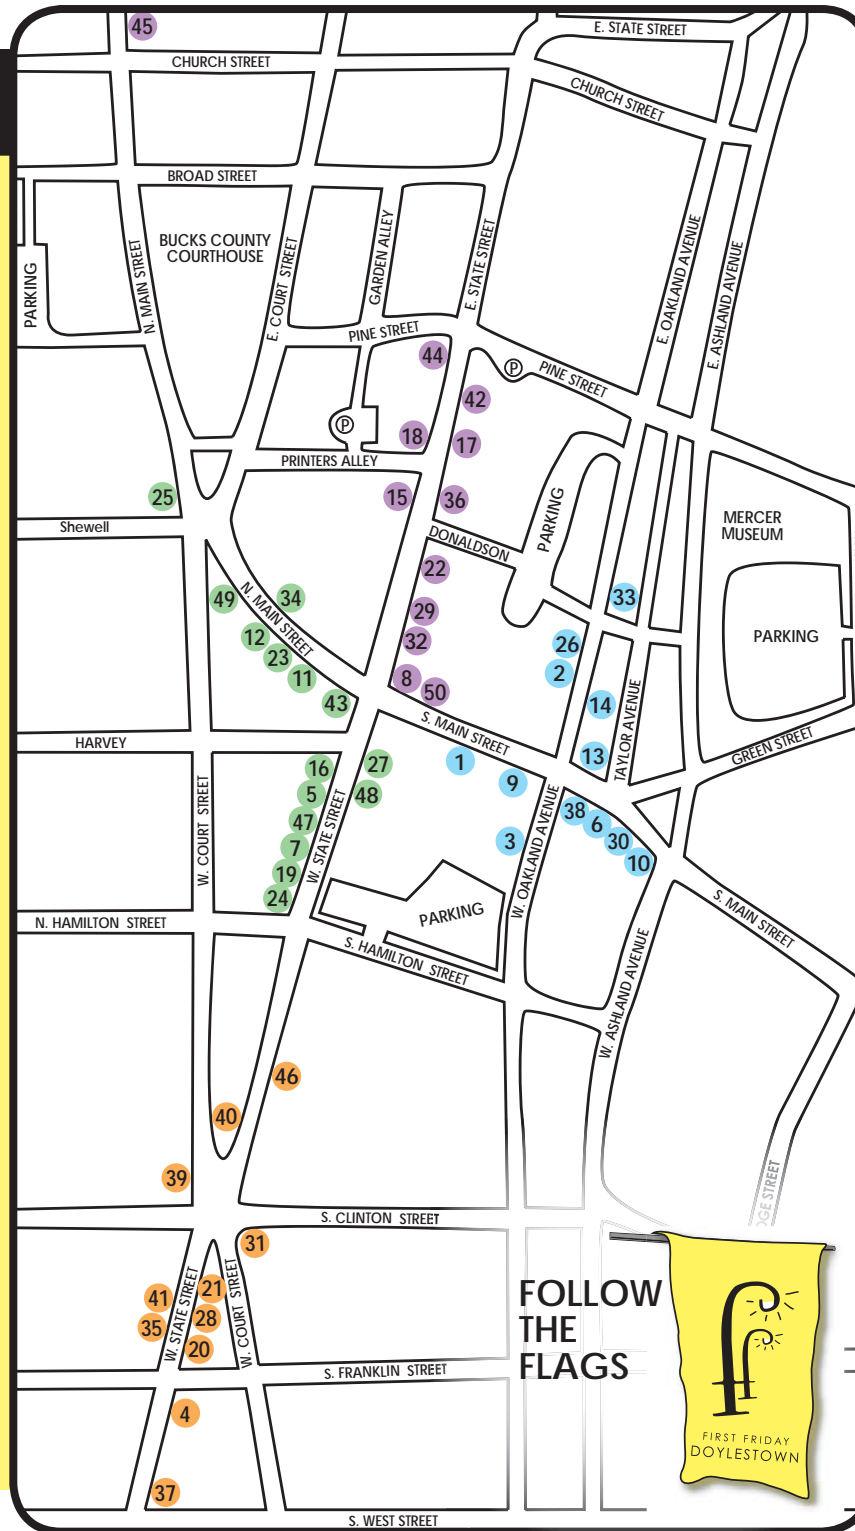 45
E. STATE STREET
CHURCH STREET
CHURCH STREET
BROAD STREET
BUCKS COUNTY
COURTHOUSE
PARKING
N. MAIN STREET
E. COURT STREET
GARDEN ALLEY
E. STATE STREET
E. OAKLAND AVENUE
E. ASHLAND AVENUE
PINE STREET
44
P
PINE STREET
42
P
18
17
PRINTERS ALLEY
25
15
36
PARKING
MERCER
MUSEUM
Shewell
DONALDSON
22
49
N. MAIN STREET
34
29
33
12
32
26
PARKING
23
11
8
2
50
43
14
S. MAIN STREET
TAYLOR AVENUE
HARVEY
GREEN STREET
16
27
1
13
9
5
48
W. COURT STREET
W. STATE STREET
47
38
6
7
3
30
W. OAKLAND AVENUE
10
19
24
PARKING
S. MAIN STREET
N. HAMILTON STREET
S. HAMILTON STREET
W. ASHLAND AVENUE
46
40
39
DGE STREET
S. CLINTON STREET
31
41
21
35
28
20
W. STATE STREET
W. COURT STREET
FOLLOW
THE
FLAGS
ff
FIRST FRIDAY
DOYLESTOWN
S. FRANKLIN STREET
4
37
S. WEST STREET